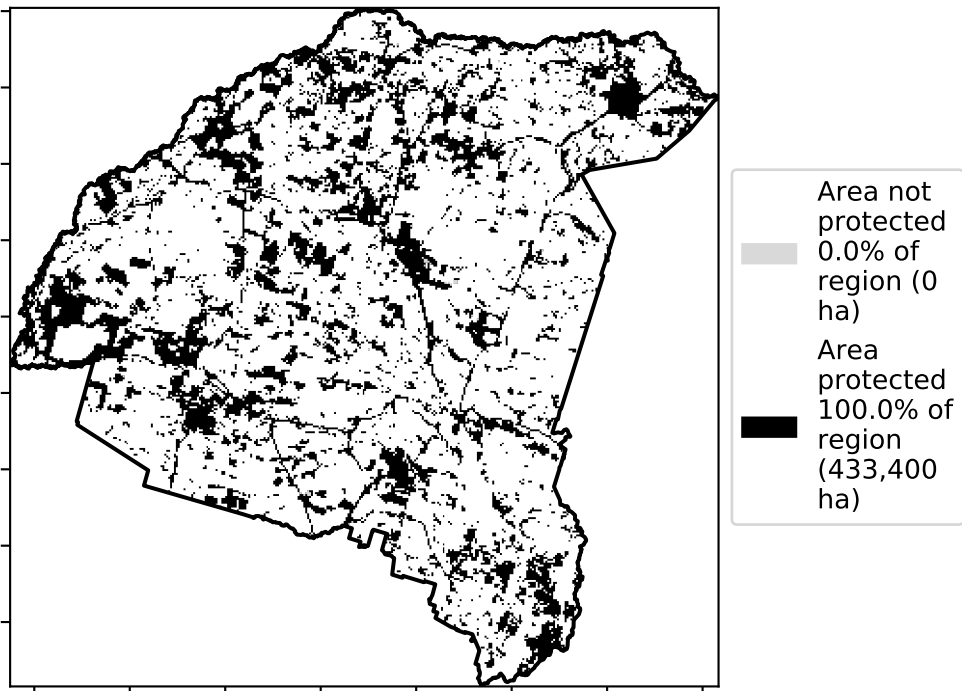 Area not
protected
0.0% of
region (0
ha)
Area
protected
100.0% of
region
(433,400
ha)